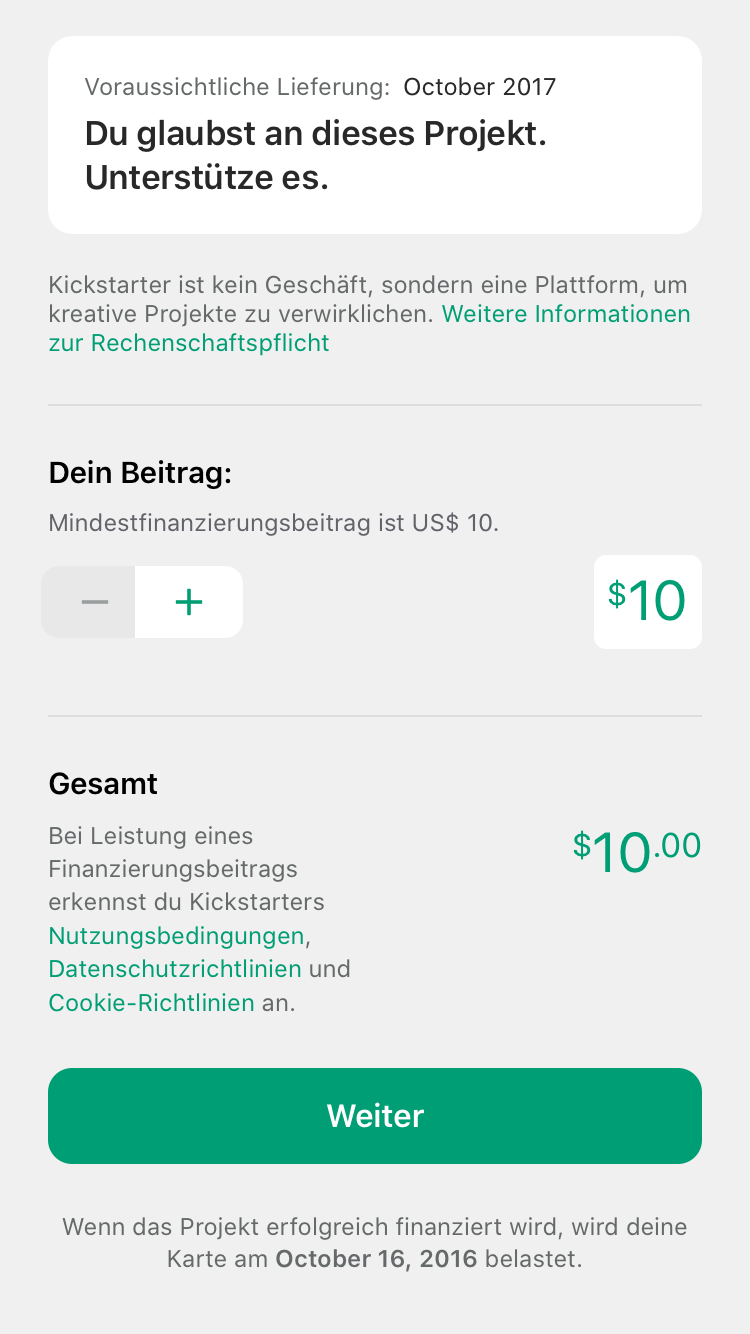 Voraussichtliche Lieferung: October 2017
Du glaubst an dieses Projekt.
Unterstütze es.
Kickstarter ist kein Geschäft, sondern eine Plattform, um
kreative Projekte zu verwirklichen. Weitere Informationen
zur Rechenschaftspflicht
Dein Beitrag:
Mindestfinanzierungsbeitrag ist US$ 10.
− +
$10
Gesamt
Bei Leistung eines
Finanzierungsbeitrags
erkennst du Kickstarters
Nutzungsbedingungen,
Datenschutzrichtlinien und
Cookie-Richtlinien an.
$10.00
Weiter
Wenn das Projekt erfolgreich finanziert wird, wird deine
Karte am October 16, 2016 belastet.